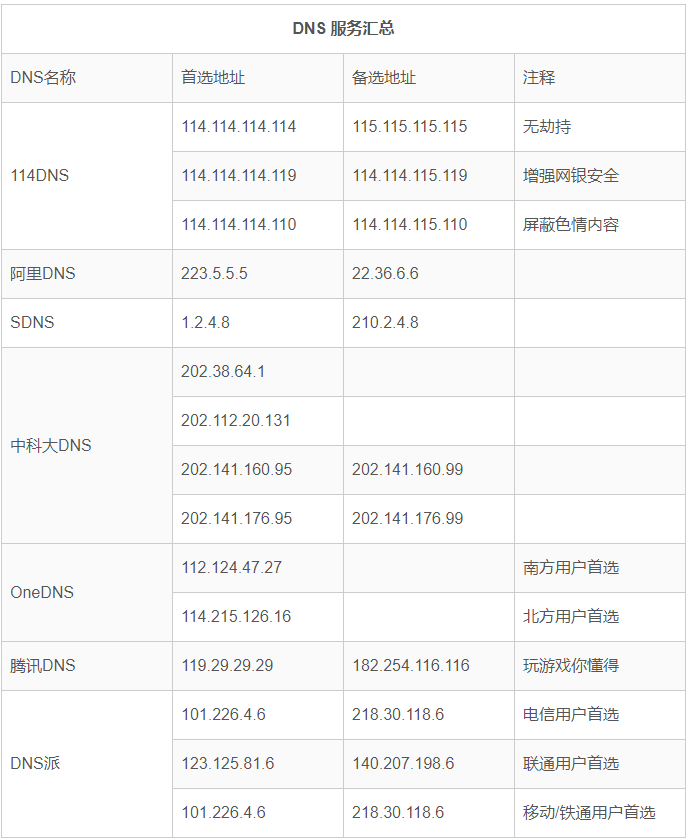 DNS 服务汇总
DNS名称 首选地址 备选地址 注释
114DNS 114.114.114.114 115.115.115.115 无劫持
114.114.114.119 114.114.115.119 增强网银安全
114.114.114.110 114.114.115.110 屏蔽色情内容
阿里DNS 223.5.5.5 22.36.6.6
SDNS 1.2.4.8 210.2.4.8
中科大DNS 202.38.64.1
202.112.20.131
202.141.160.95 202.141.160.99
202.141.176.95 202.141.176.99
OneDNS 112.124.47.27 南方用户首选
114.215.126.16 北方用户首选
腾讯DNS 119.29.29.29 182.254.116.116 玩游戏你懂得
DNS派 101.226.4.6 218.30.118.6 电信用户首选
123.125.81.6 140.207.198.6 联通用户首选
101.226.4.6 218.30.118.6 移动/铁通用户首选